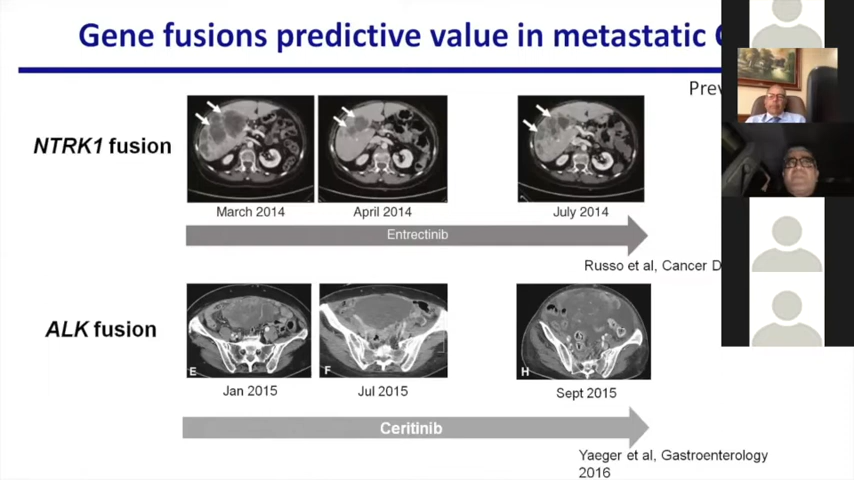 Gene fusions predictive value in metastatic
NTRK1 fusion
March 2014
April 2014
July 2014
Entrectinib
Russo et al, Cancer D
ALK fusion
E
F
H
Jan 2015
Jul 2015
Sept 2015
Ceritinib
Yaeger et al, Gastroenterology
2016